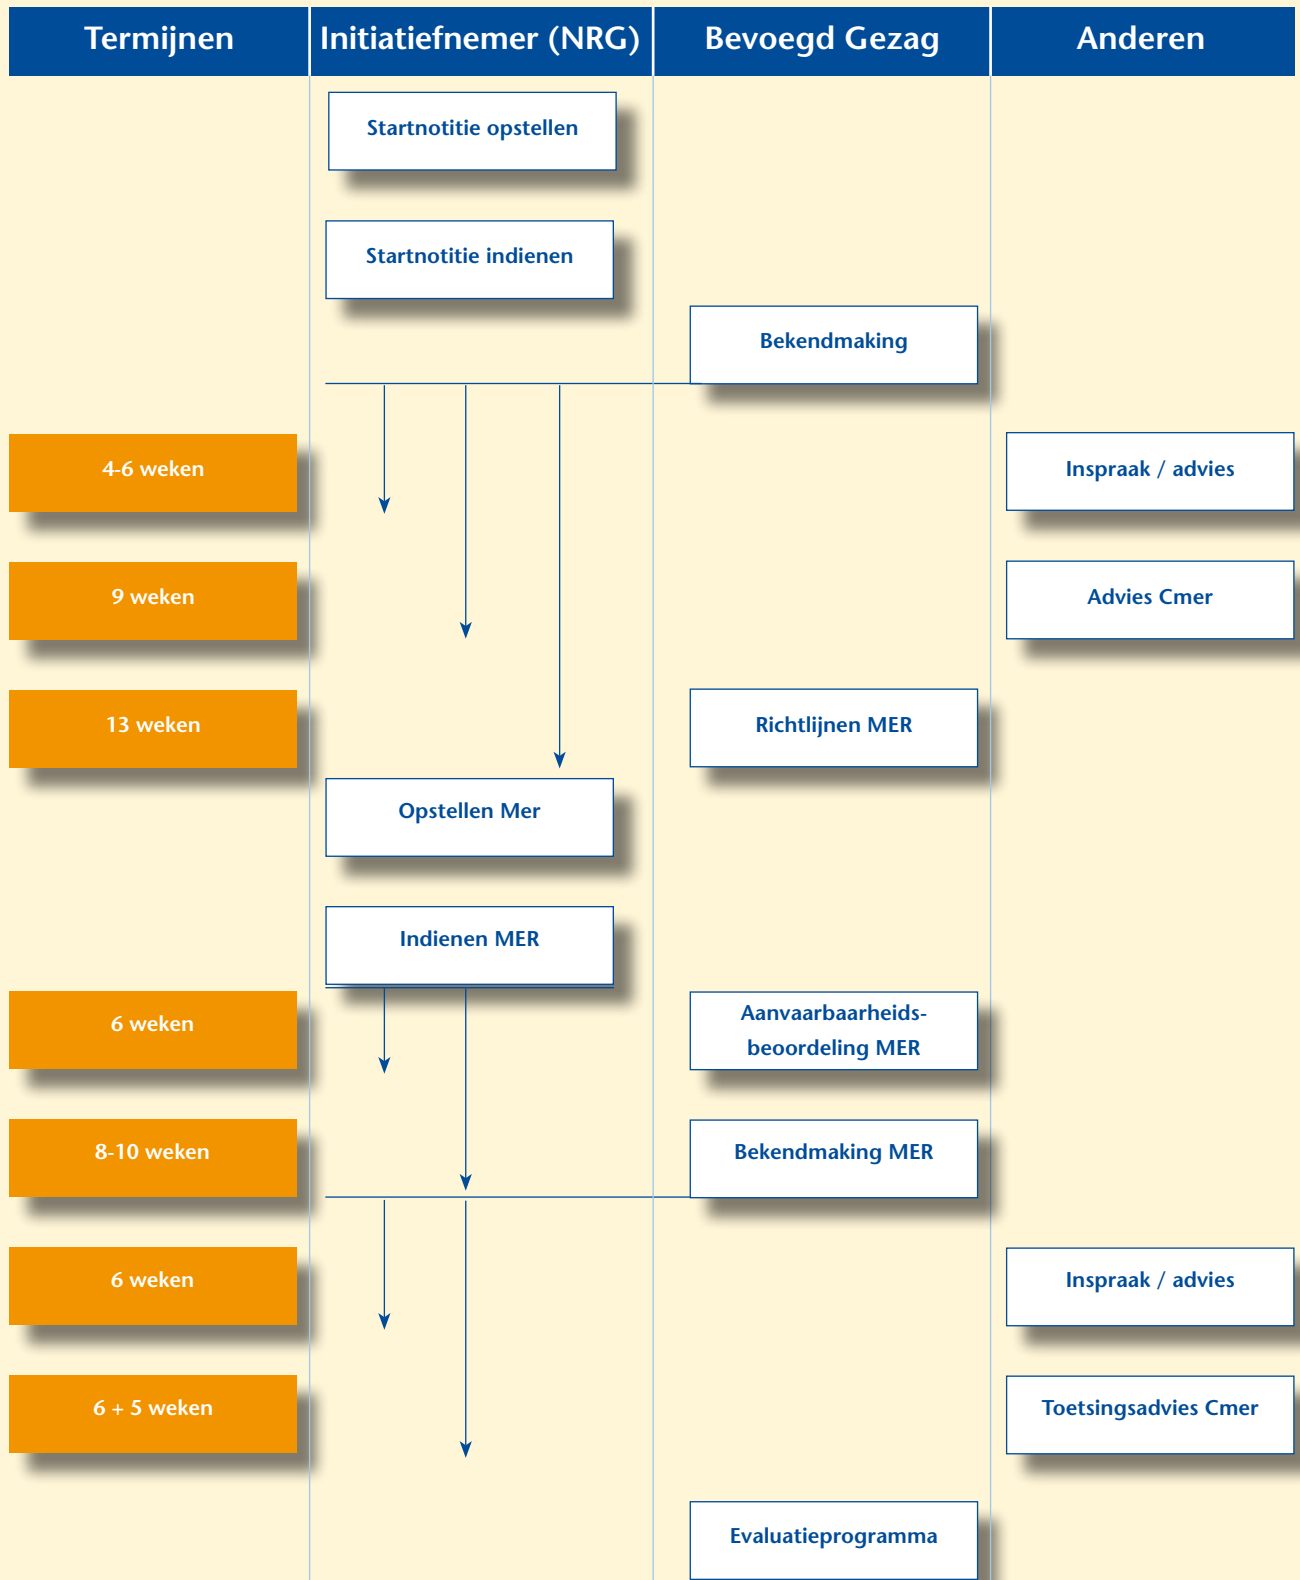 Termijnen
Initiatiefnemer (NRG)
Bevoegd Gezag
Anderen
Startnotitie opstellen
Startnotitie indienen
Bekendmaking
4-6 weken
Inspraak / advies
9 weken
Advies Cmer
13 weken
Richtlijnen MER
Opstellen Mer
Indienen MER
6 weken
Aanvaarbaarheids-
beoordeling MER
8-10 weken
Bekendmaking MER
6 weken
Inspraak / advies
6 + 5 weken
Toetsingsadvies Cmer
Evaluatieprogramma